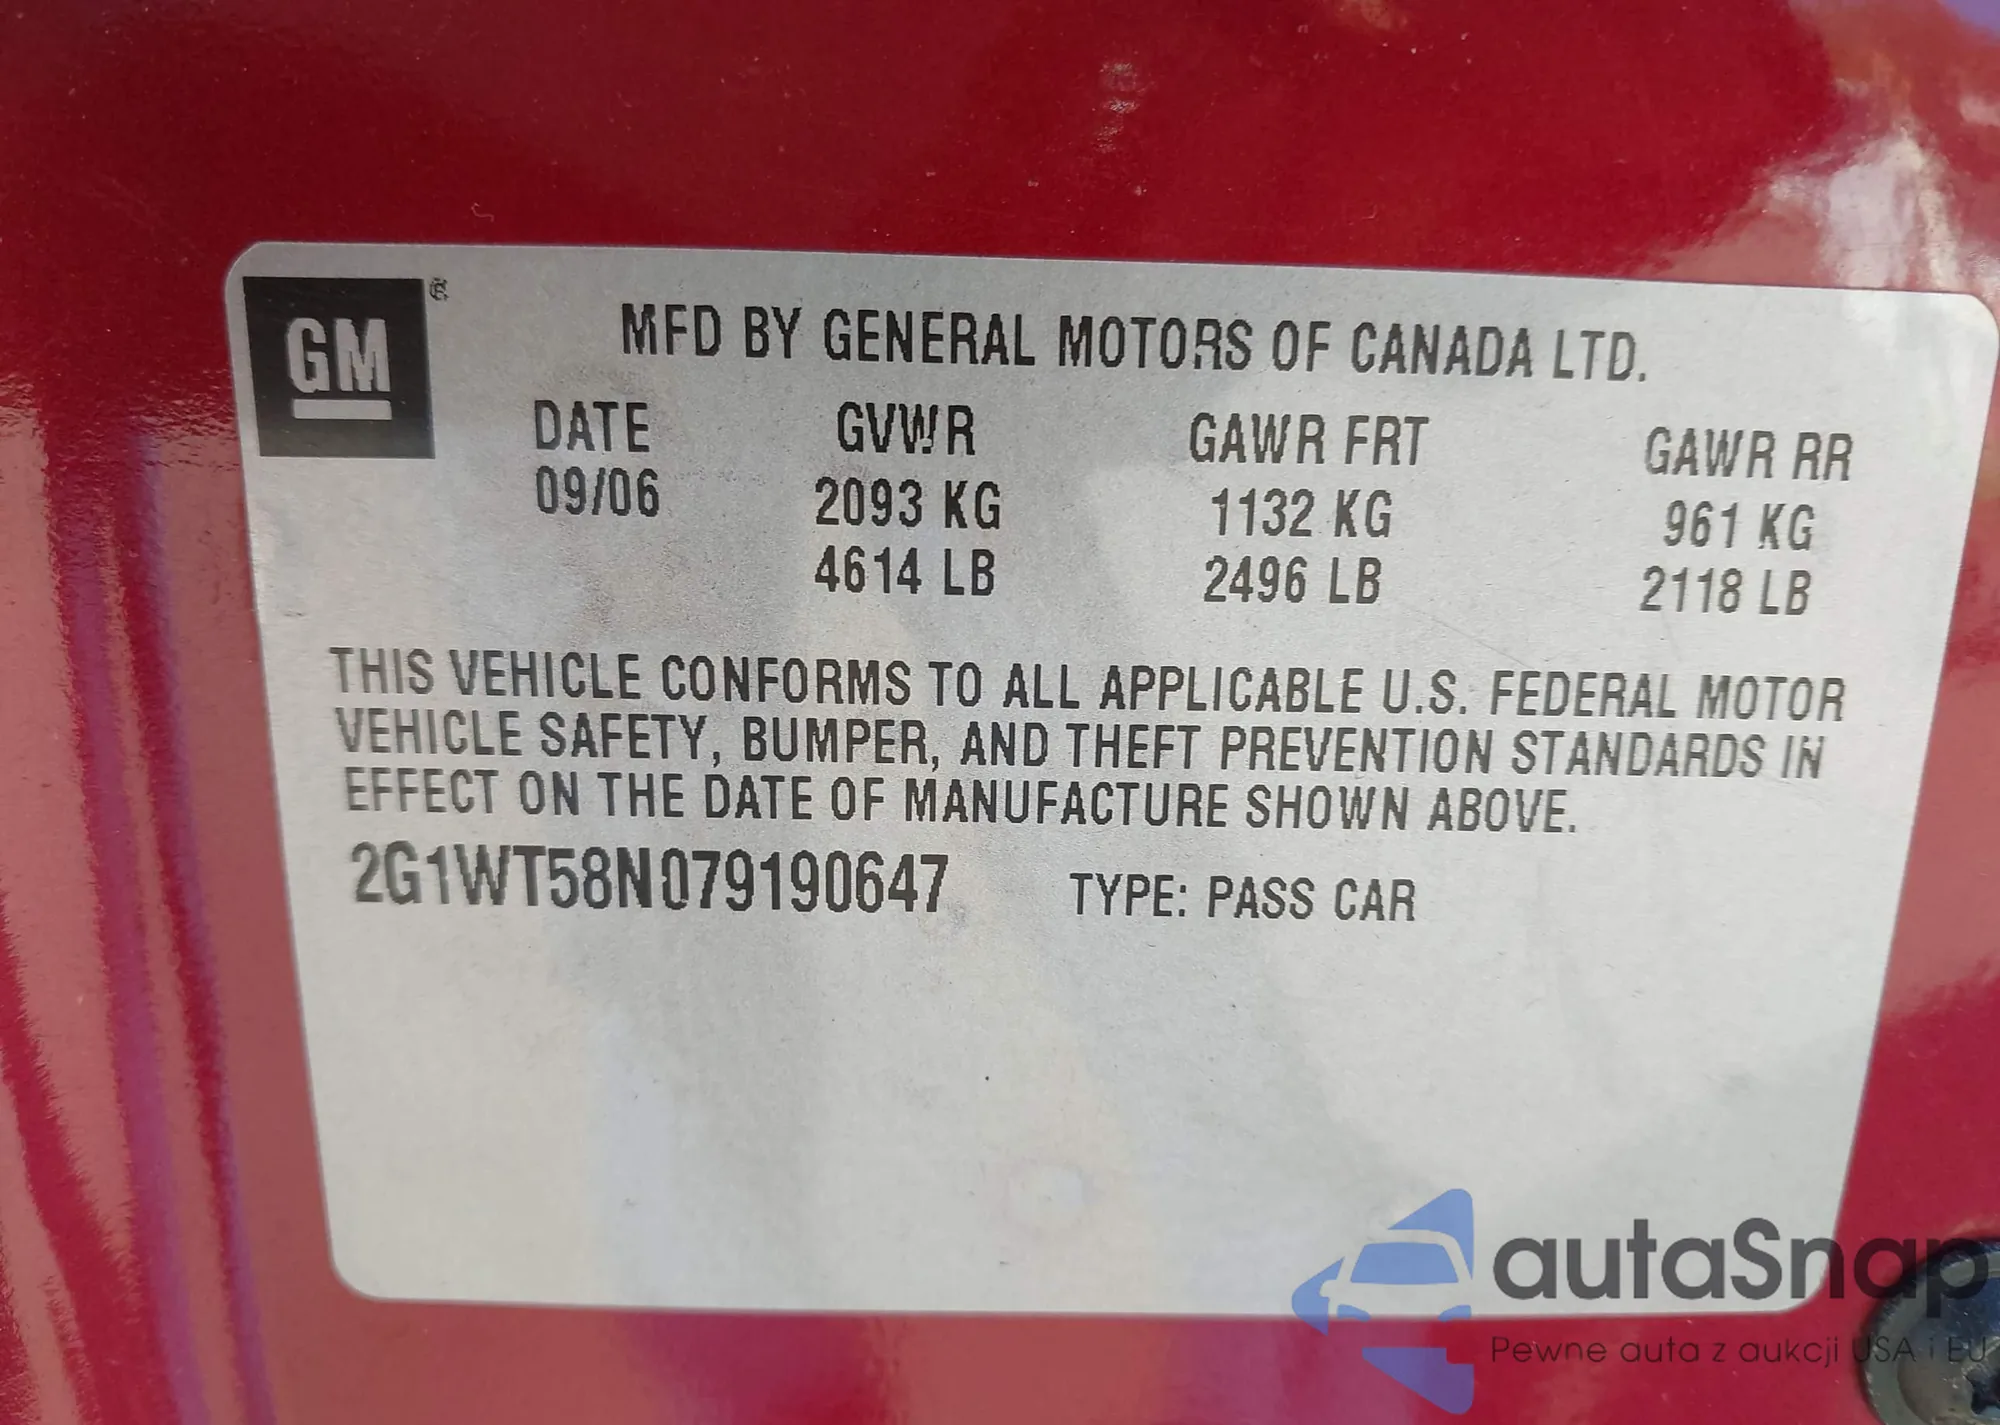 GM
MFD BY GENERAL MOTORS OF CANADA LTD.
DATE GVWR GAWR FRT GAWR RR
09/06 2093 KG 1132 KG 961 KG
4614 LB 2496 LB 2118 LB
THIS VEHICLE CONFORMS TO ALL APPLICABLE U.S. FEDERAL MOTOR
VEHICLE SAFETY, BUMPER, AND THEFT PREVENTION STANDARDS IN
EFFECT ON THE DATE OF MANUFACTURE SHOWN ABOVE.
2G1WT58N079190647 TYPE: PASS CAR
autaSnap
Pewne auta z aukcji USA i EU